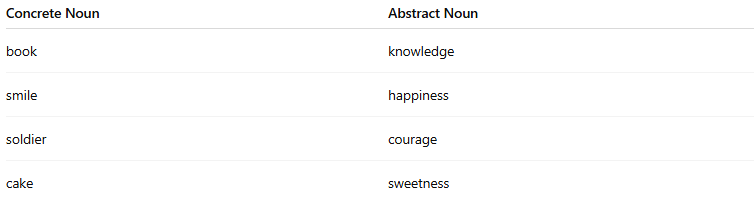 Concrete Noun Abstract Noun
book knowledge
smile happiness
soldier courage
cake sweetness